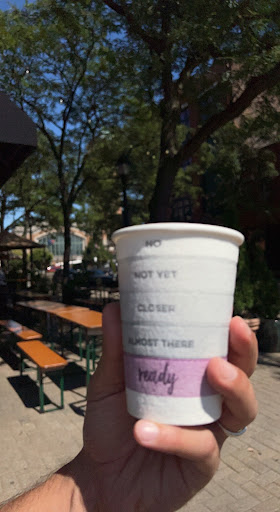 NO
NOT YET
CLOSER
ALMOST THERE
ready